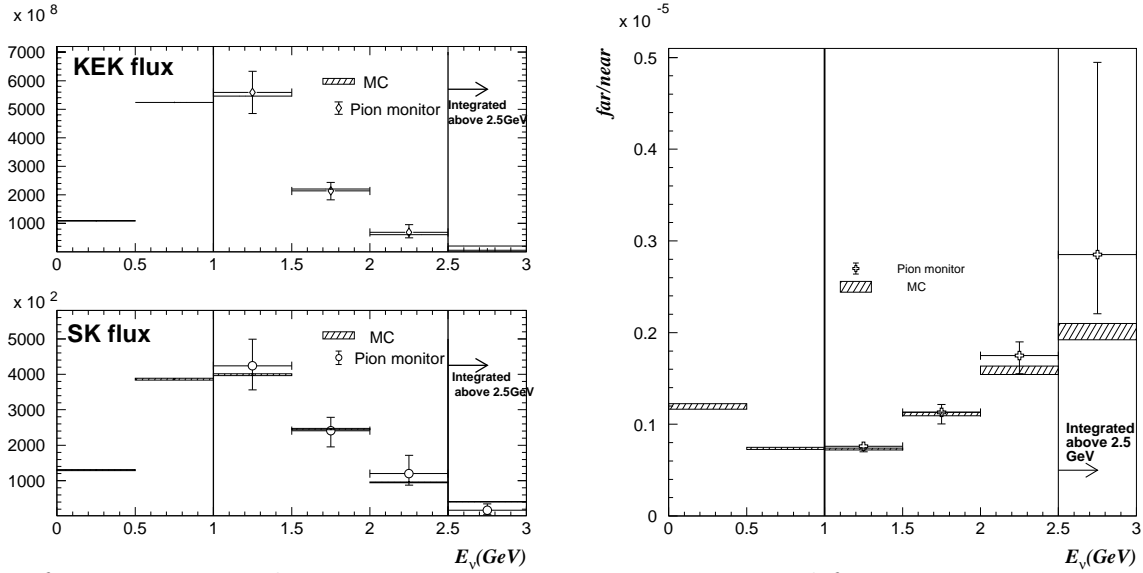 x 10 8
KEK flux
7000
6000
5000
4000
3000
2000
1000
MC
Pion monitor
Integrated
above 2.5GeV
0 0.5 1 1.5 2 2.5 3
x 10 2
SK flux
5000
4000
3000
2000
1000
MC
Pion monitor
Integrated
above 2.5GeV
0 0.5 1 1.5 2 2.5 3
Eν(GeV)
x 10 -5
far/near
0.5
0.4
0.3
0.2
0.1
0
Pion monitor
MC
Integrated
above 2.5
GeV
0 0.5 1 1.5 2 2.5 3
Eν(GeV)